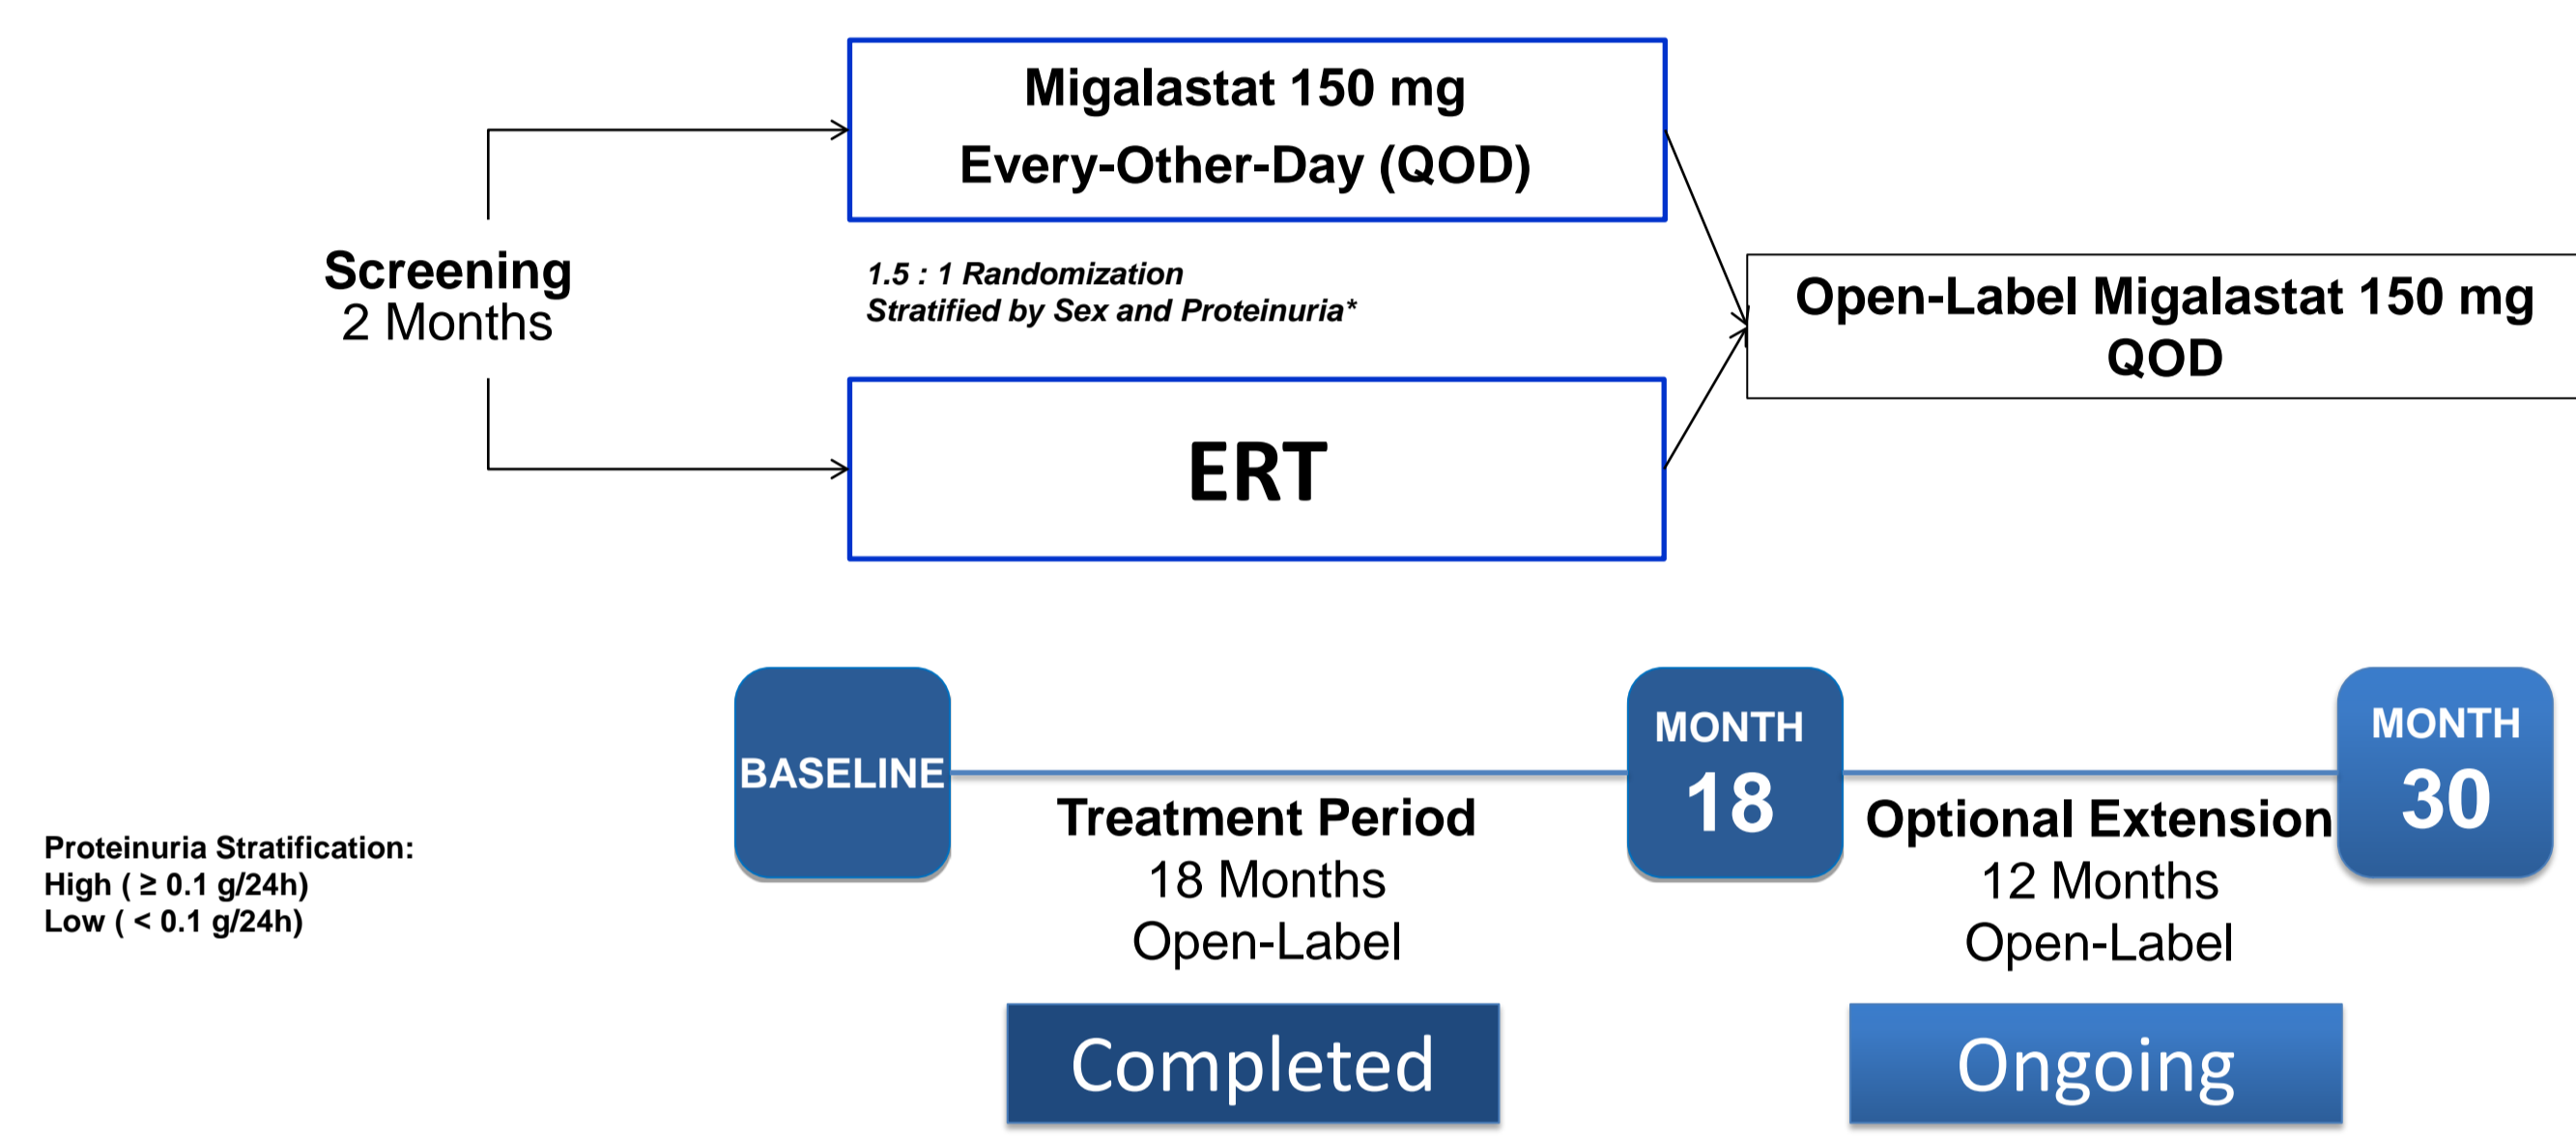 Migalastat 150 mg
Every-Other-Day (QOD)
Screening
2 Months
1.5 : 1 Randomization
Stratified by Sex and Proteinuria*
Open-Label Migalastat 150 mg
QOD
ERT
BASELINE
MONTH
18
MONTH
30
Treatment Period
18 Months
Open-Label
Optional Extension
12 Months
Open-Label
Proteinuria Stratification:
High ( ≥ 0.1 g/24h)
Low ( < 0.1 g/24h)
Completed
Ongoing